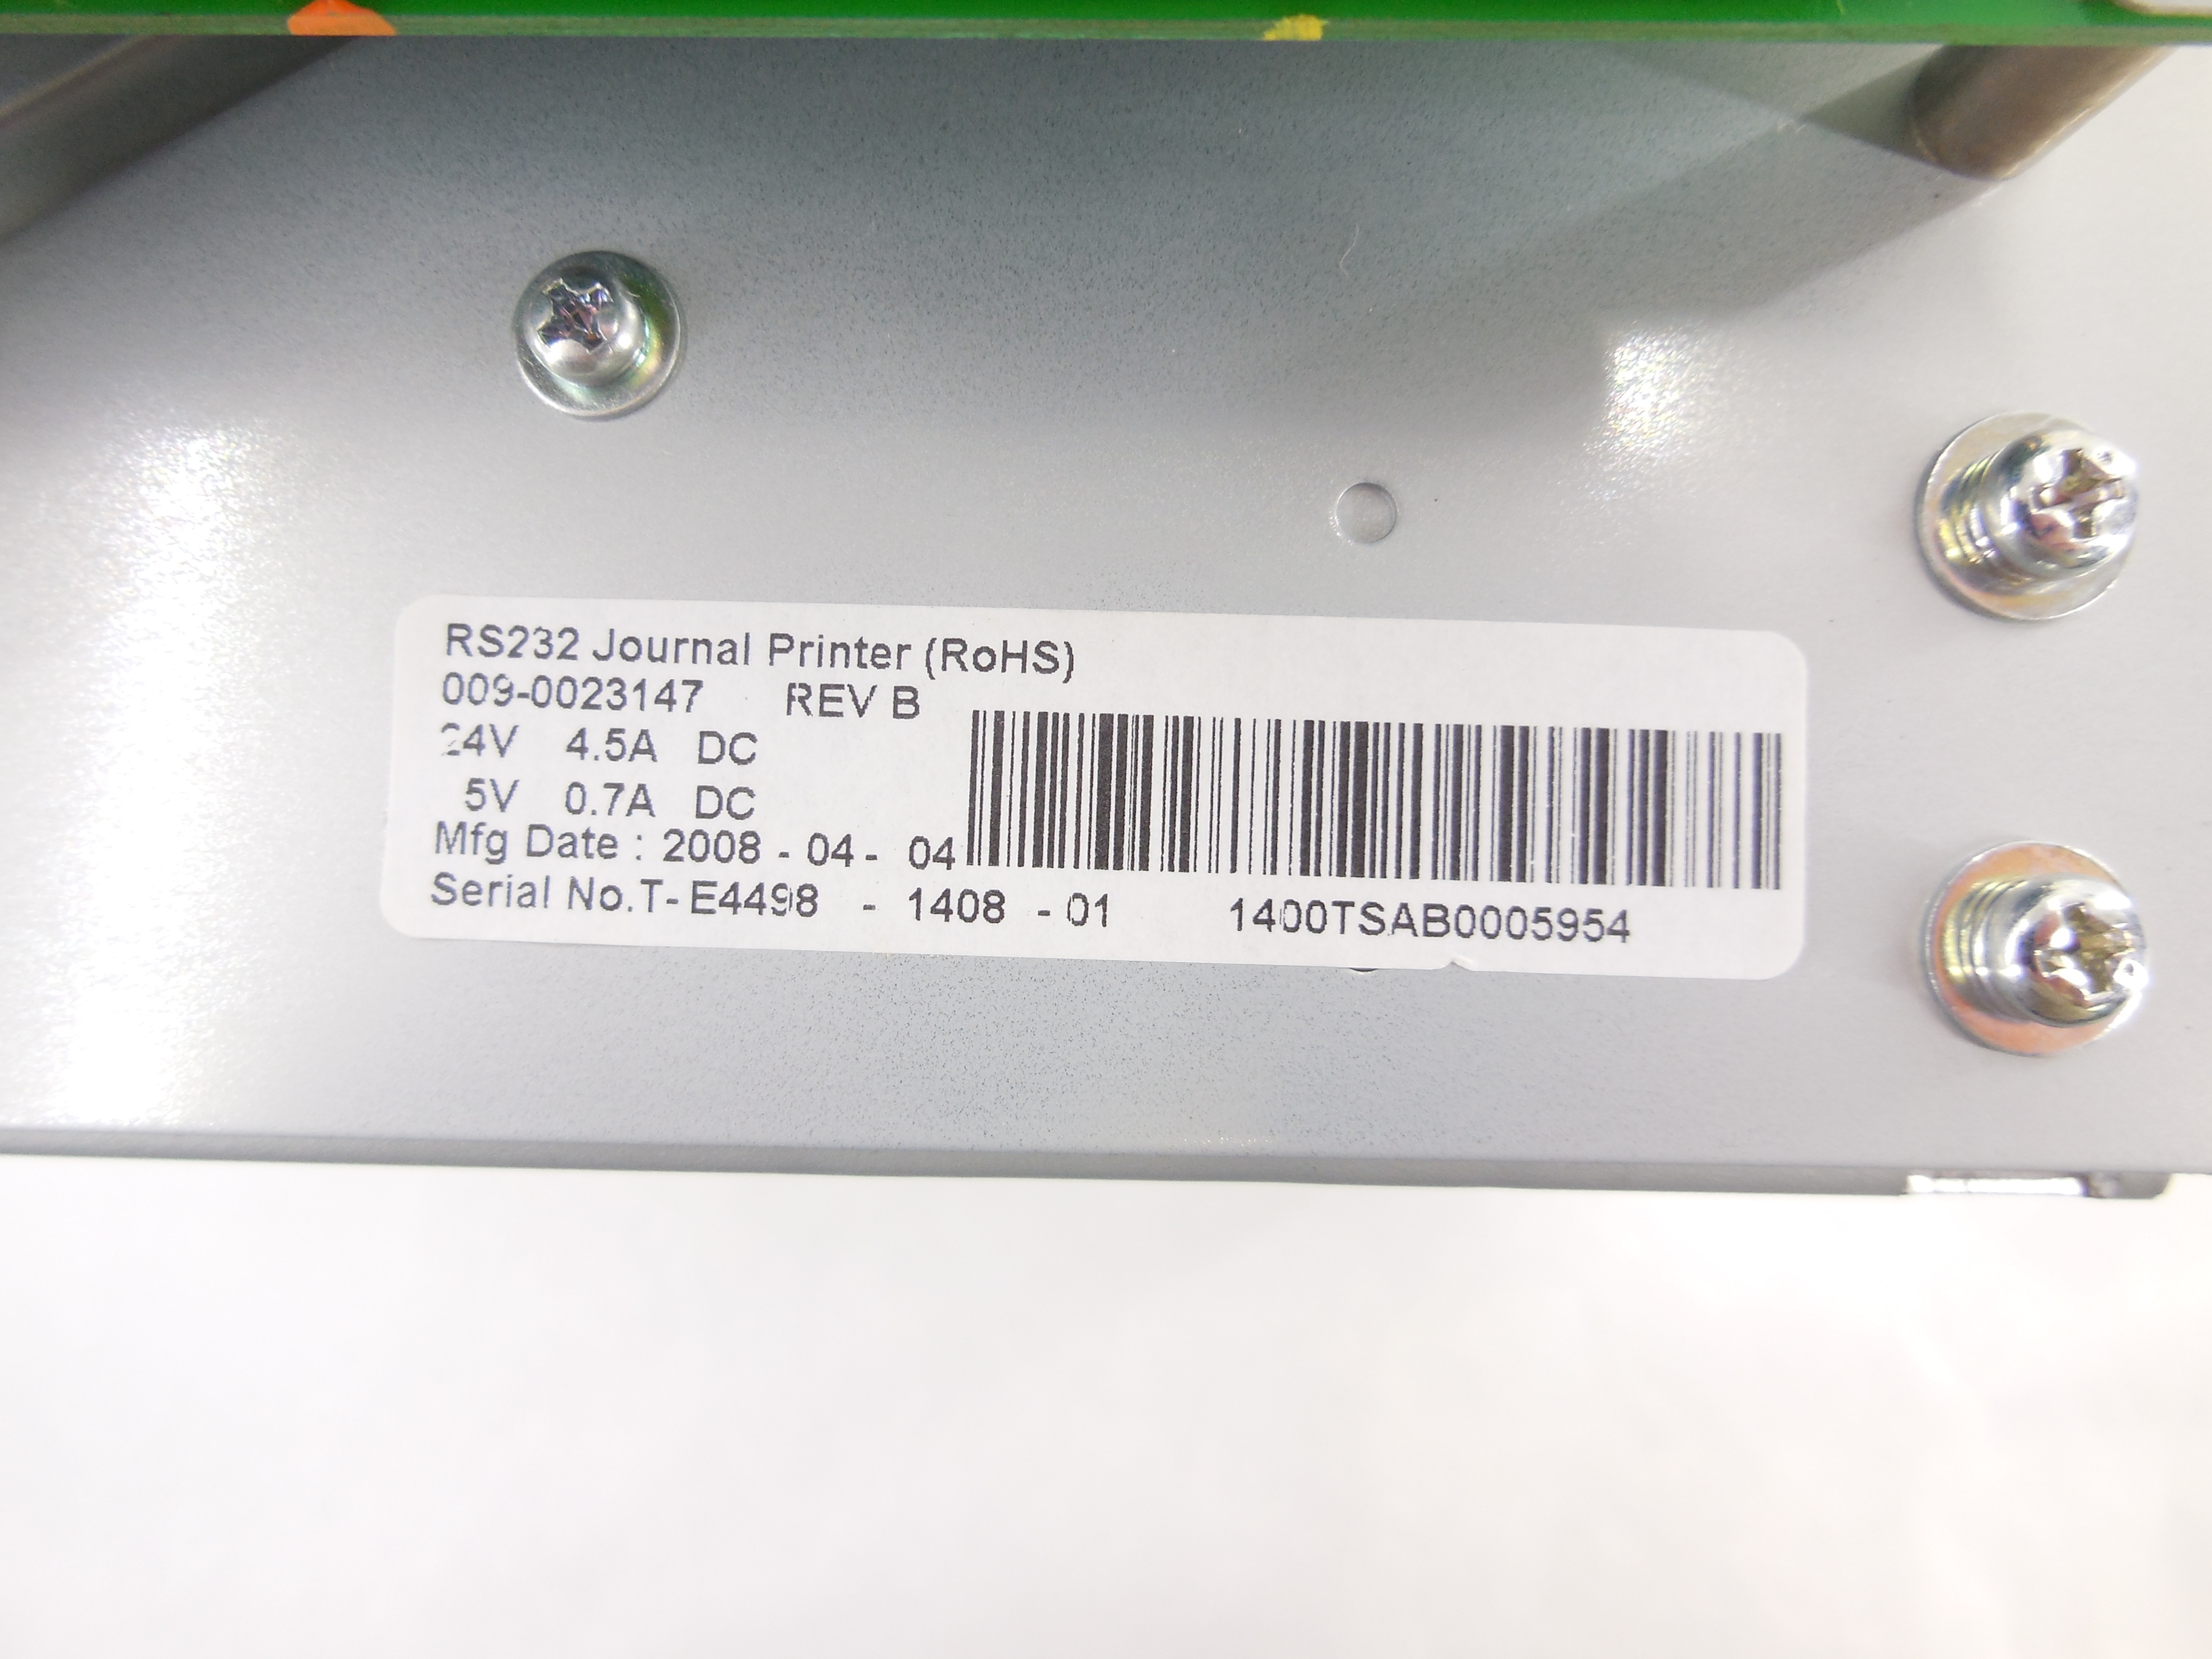 RS232 Journal Printer (RoHS)
009-0023147 REV B
24V 4.5A DC
5V 0.7A DC
Mfg Date : 2008 - 04 - 04
Serial No.T- E4498 - 1408 - 01 1400TSAB0005954